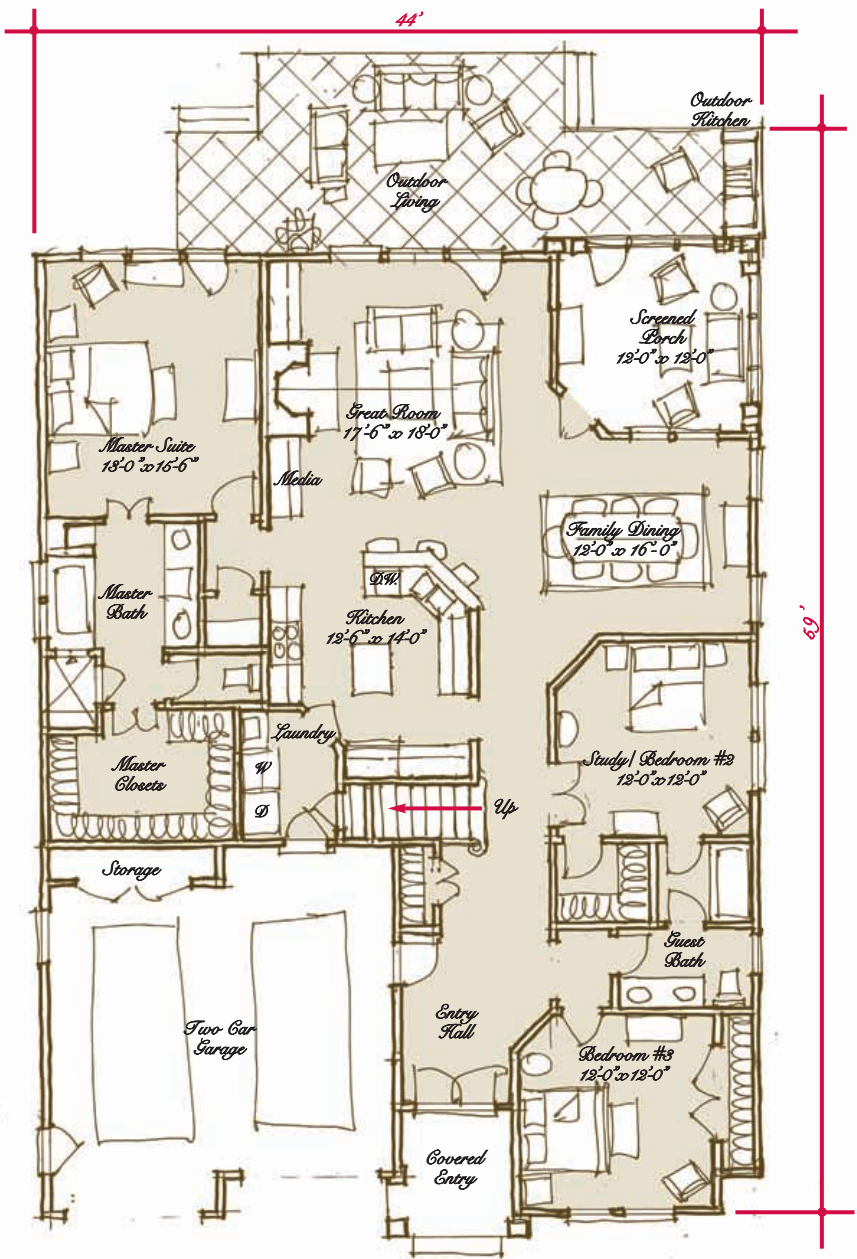 44'
Outdoor
Kitchen
Outdoor
Living
Screened
Porch
12'-0" x 12'-0"
Great Room
17'-6" x 18'-0"
Master Suite
13'-0" x 15'-6"
Media
Family Dining
12'-0" x 16'-0"
D.W.
Master
Bath
Kitchen
12'-6" x 14'-0"
69'
Laundry
W
D
Master
Closets
Study/Bedroom #2
12'-0" x 12'-0"
Up
Storage
Guest
Bath
Entry
Hall
Two Car
Garage
Bedroom #3
12'-0" x 12'-0"
Covered
Entry